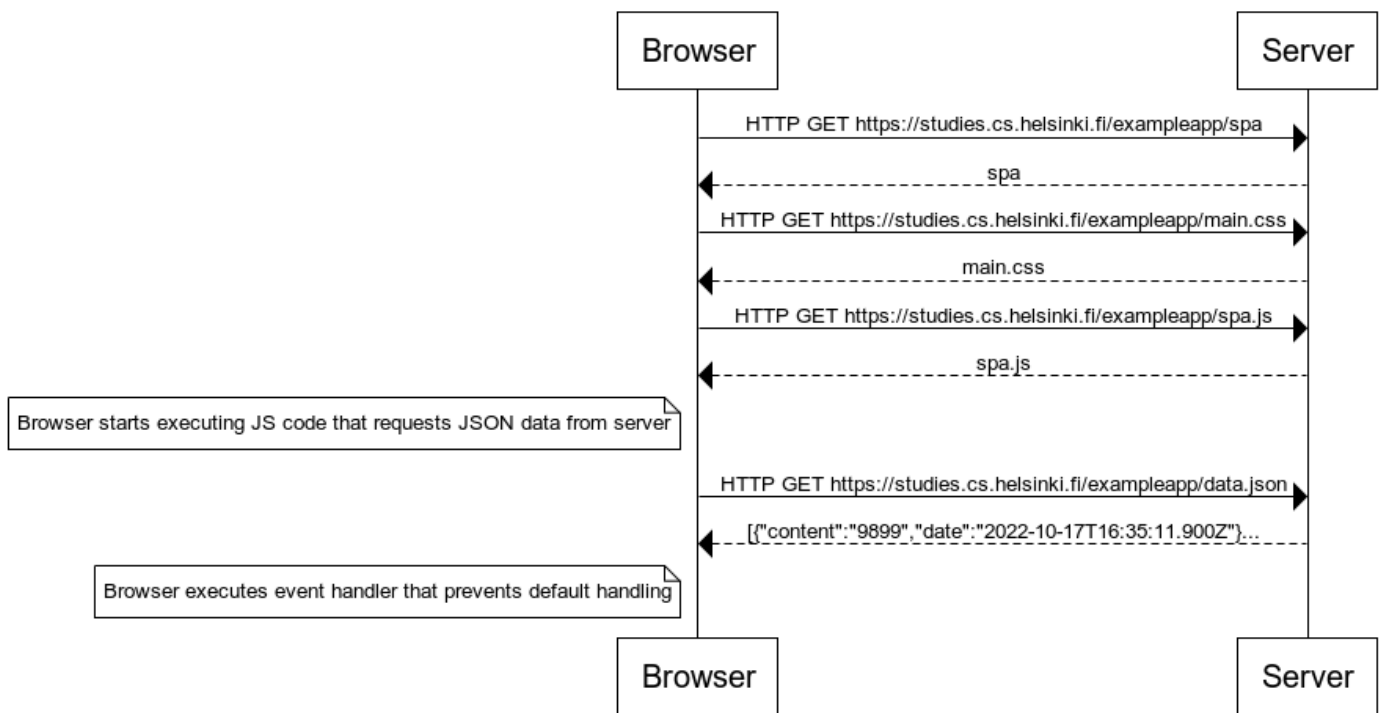 Browser
Server
HTTP GET https://studies.cs.helsinki.fi/exampleapp/spa
spa
HTTP GET https://studies.cs.helsinki.fi/exampleapp/main.css
main.css
HTTP GET https://studies.cs.helsinki.fi/exampleapp/spa.js
spa.js
Browser starts executing JS code that requests JSON data from server
HTTP GET https://studies.cs.helsinki.fi/exampleapp/data.json
[{"content":"9899","date":"2022-10-17T16:35:11.900Z"}...
Browser executes event handler that prevents default handling
Browser
Server